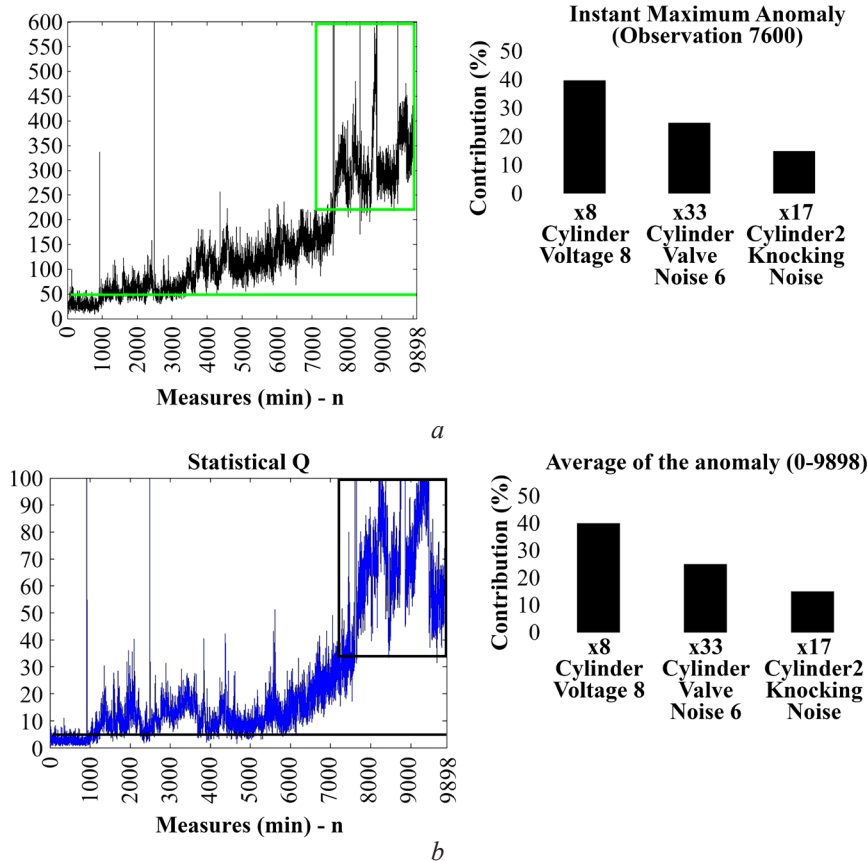 600
550
500
450
400
350
300
250
200
150
100
50
0
0
1000
2000
3000
4000
5000
6000
7000
8000
9000
9898
Measures (min) - n
Instant Maximum Anomaly
(Observation 7600)
Contribution (%)
50
40
30
20
10
0
x8
Cylinder
Voltage 8
x33
Cylinder
Valve
Noise 6
x17
Cylinder2
Knocking
Noise
a
Statistical Q
100
90
80
70
60
50
40
30
20
10
0
0
1000
2000
3000
4000
5000
6000
7000
8000
9000
9898
Measures (min) - n
Average of the anomaly (0-9898)
Contribution (%)
50
40
30
20
10
0
x8
Cylinder
Voltage 8
x33
Cylinder
Valve
Noise 6
x17
Cylinder2
Knocking
Noise
b